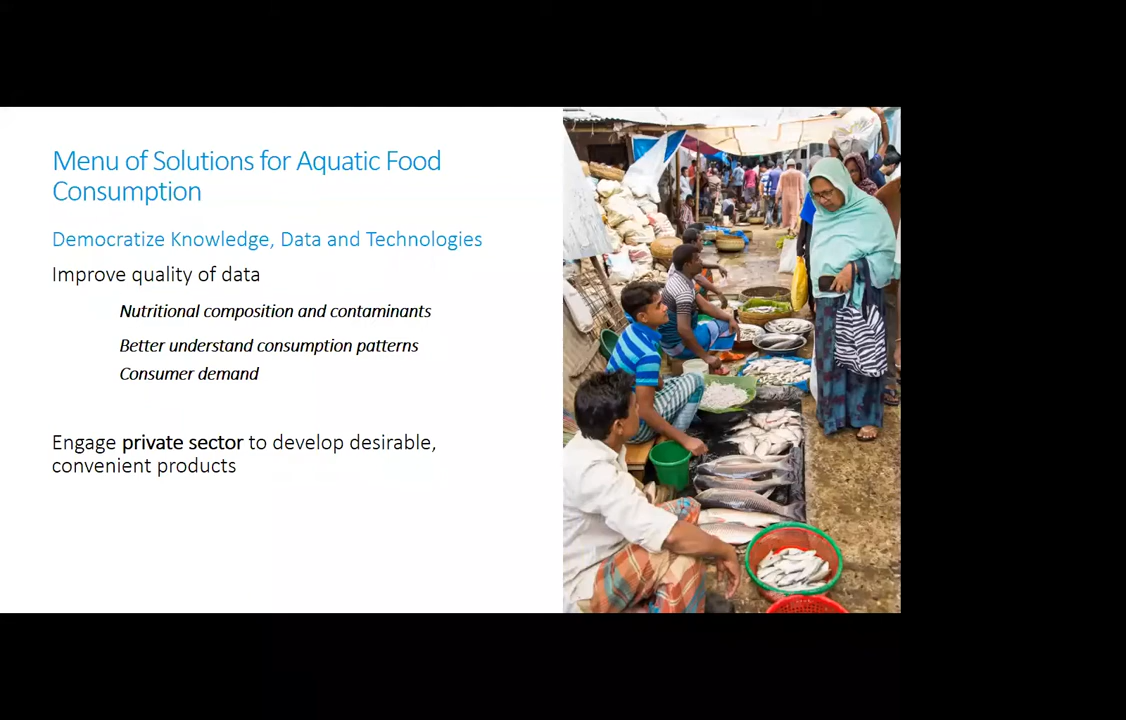 Menu of Solutions for Aquatic Food
Consumption
Democratize Knowledge, Data and Technologies
Improve quality of data
Nutritional composition and contaminants
Better understand consumption patterns
Consumer demand
Engage private sector to develop desirable,
convenient products